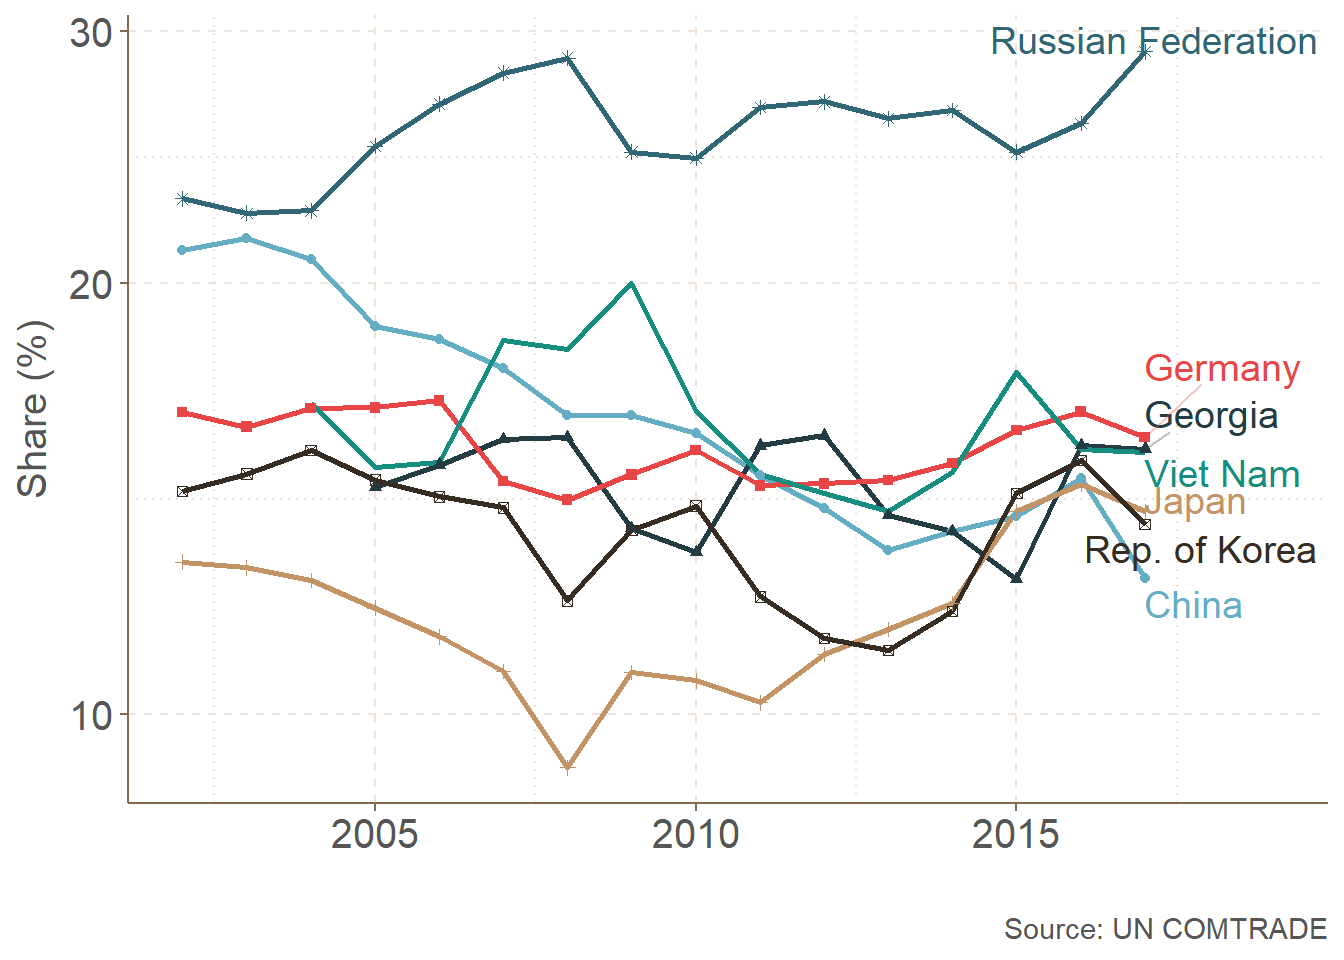 Share (%)
30
20
10
Russian Federation
Germany
Georgia
Viet Nam
Japan
Rep. of Korea
China
2005
2010
2015
Source: UN COMTRADE